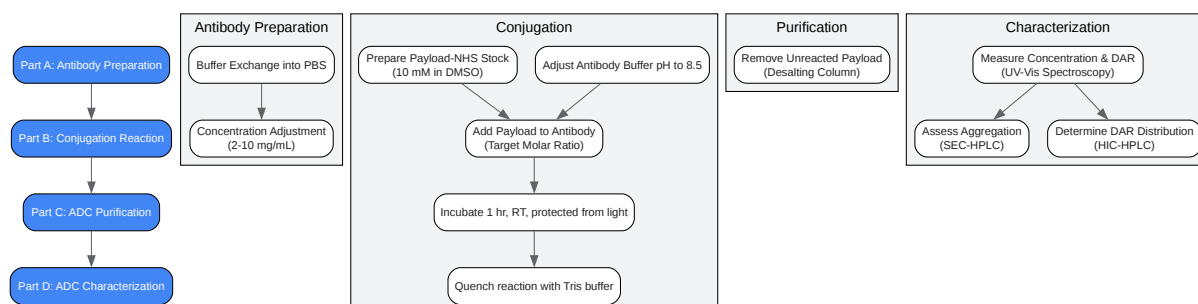 Part A: Antibody Preparation
Part B: Conjugation Reaction
Part C: ADC Purification
Part D: ADC Characterization
Antibody Preparation
Buffer Exchange into PBS
Concentration Adjustment
(2-10 mg/mL)
Conjugation
Prepare Payload-NHS Stock
(10 mM in DMSO)
Adjust Antibody Buffer pH to 8.5
Add Payload to Antibody
(Target Molar Ratio)
Incubate 1 hr, RT, protected from light
Quench reaction with Tris buffer
Purification
Remove Unreacted Payload
(Desalting Column)
Characterization
Measure Concentration & DAR
(UV-Vis Spectroscopy)
Assess Aggregation
(SEC-HPLC)
Determine DAR Distribution
(HIC-HPLC)